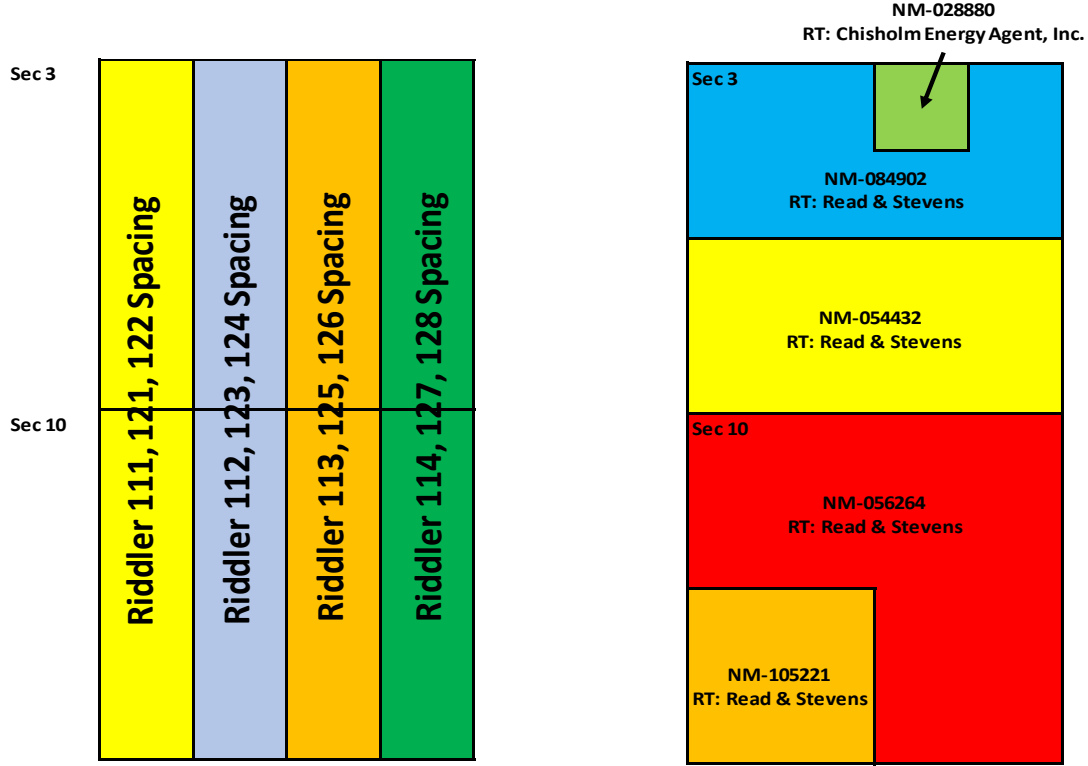 Sec 3
Sec 10
Riddler 111, 121, 122 Spacing
Riddler 112, 123, 124 Spacing
Riddler 113, 125, 126 Spacing
Riddler 114, 127, 128 Spacing
NM-028880
RT: Chisholm Energy Agent, Inc.
Sec 3
NM-084902
RT: Read & Stevens
NM-054432
RT: Read & Stevens
Sec 10
NM-056264
RT: Read & Stevens
NM-105221
RT: Read & Stevens